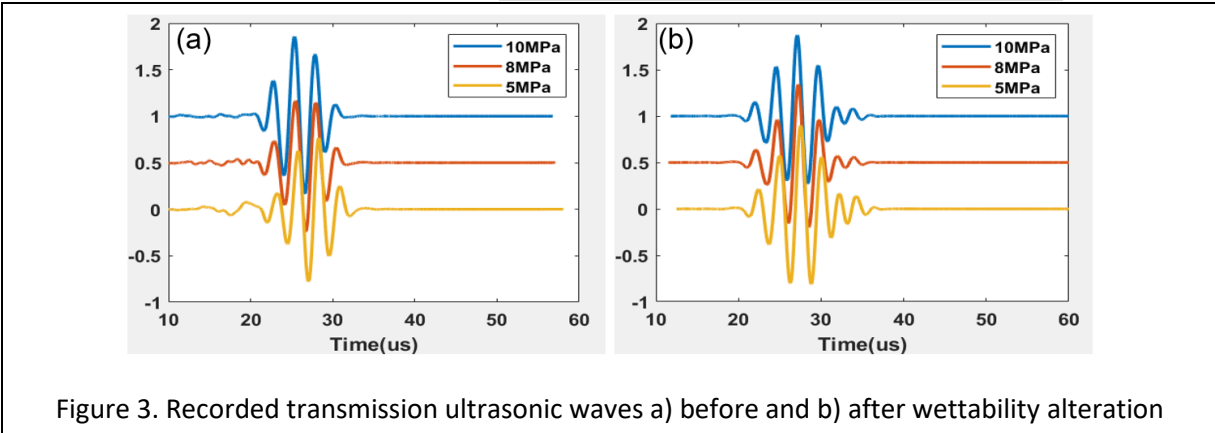 (a)
10MPa
8MPa
5MPa
2
1.5
1
0.5
0
-0.5
-1
10 20 30 40 50 60
Time(us)
(b)
10MPa
8MPa
5MPa
2
1.5
1
0.5
0
-0.5
-1
10 20 30 40 50 60
Time(us)
Figure 3. Recorded transmission ultrasonic waves a) before and b) after wettability alteration